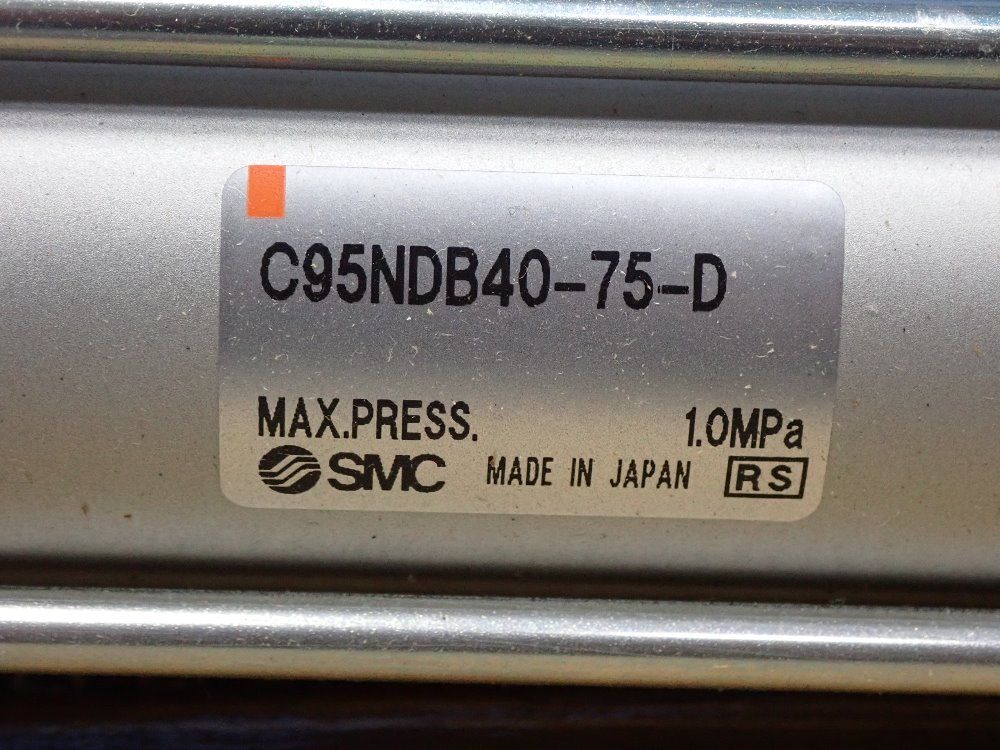 C95NDB40-75-D
MAX.PRESS. 1.0MPa
SMC MADE IN JAPAN RS